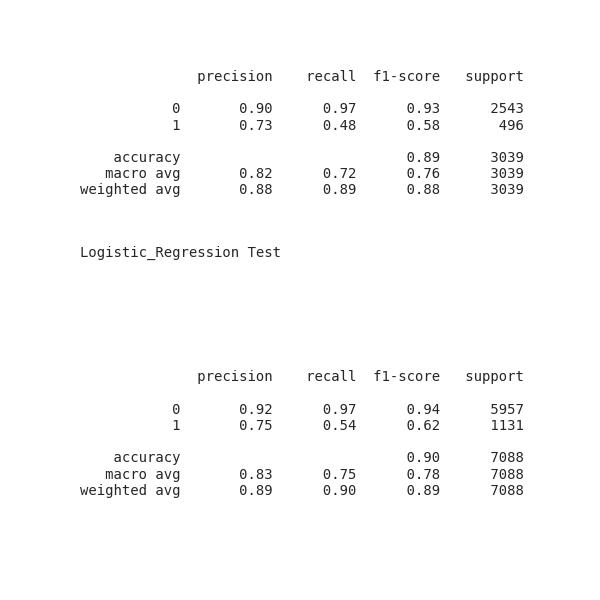 precision recall f1-score support
0 0.90 0.97 0.93 2543
1 0.73 0.48 0.58 496
accuracy 0.89 3039
macro avg 0.82 0.72 0.76 3039
weighted avg 0.88 0.89 0.88 3039
Logistic_Regression Test
precision recall f1-score support
0 0.92 0.97 0.94 5957
1 0.75 0.54 0.62 1131
accuracy 0.90 7088
macro avg 0.83 0.75 0.78 7088
weighted avg 0.89 0.90 0.89 7088